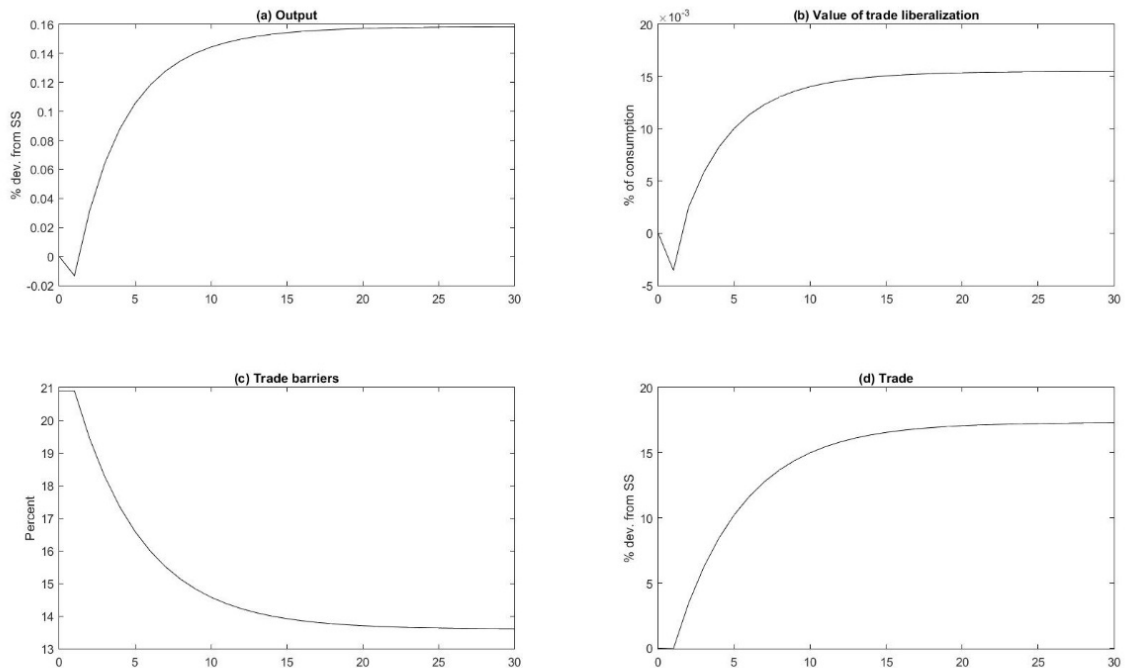 (a) Output
0.16
0.14
0.12
0.1
0.08
0.06
0.04
0.02
0
-0.02
% dev. from SS
0 5 10 15 20 25 30
(b) Value of trade liberalization
×10⁻³
20
15
10
5
0
-5
% of consumption
0 5 10 15 20 25 30
(c) Trade barriers
21
20
19
18
17
16
15
14
13
Percent
0 5 10 15 20 25 30
(d) Trade
20
15
10
5
0
% dev. from SS
0 5 10 15 20 25 30